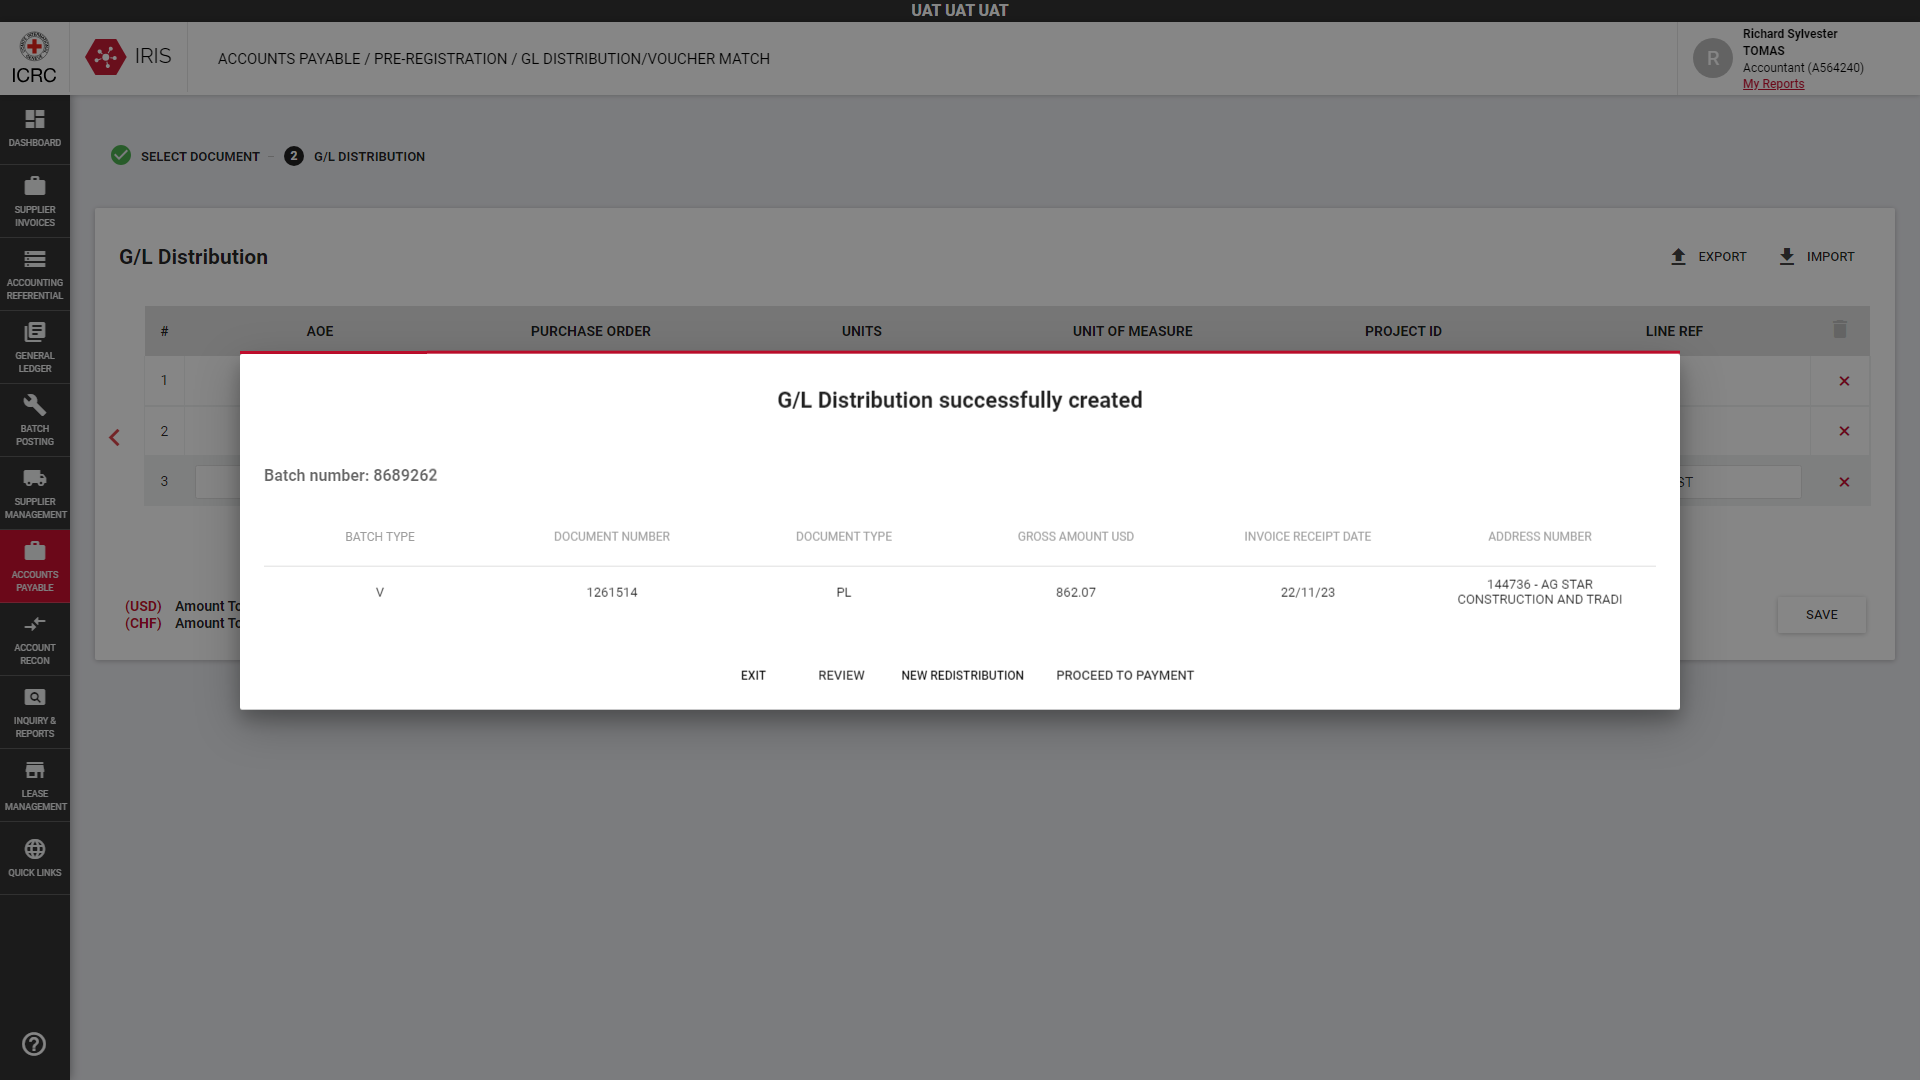 UAT UAT UAT
ICRC
IRIS
ACCOUNTS PAYABLE / PRE-REGISTRATION / GL DISTRIBUTION/VOUCHER MATCH
R
Richard Sylvester
TOMAS
Accountant (A564240)
My Reports
DASHBOARD
SUPPLIER
INVOICES
ACCOUNTING
REFERENTIAL
GENERAL
LEDGER
BATCH
POSTING
SUPPLIER
MANAGEMENT
ACCOUNTS
PAYABLE
ACCOUNT
RECON
INQUIRY &
REPORTS
LEASE
MANAGEMENT
QUICK LINKS
SELECT DOCUMENT
2 G/L DISTRIBUTION
G/L Distribution
EXPORT
IMPORT
# AOE PURCHASE ORDER UNITS UNIT OF MEASURE PROJECT ID LINE REF
1
2
3
ST
(USD) Amount To
(CHF) Amount To
SAVE
G/L Distribution successfully created
Batch number: 8689262
BATCH TYPE DOCUMENT NUMBER DOCUMENT TYPE GROSS AMOUNT USD INVOICE RECEIPT DATE ADDRESS NUMBER
V 1261514 PL 862.07 22/11/23 144736 - AG STAR
CONSTRUCTION AND TRADI
EXIT REVIEW NEW REDISTRIBUTION PROCEED TO PAYMENT